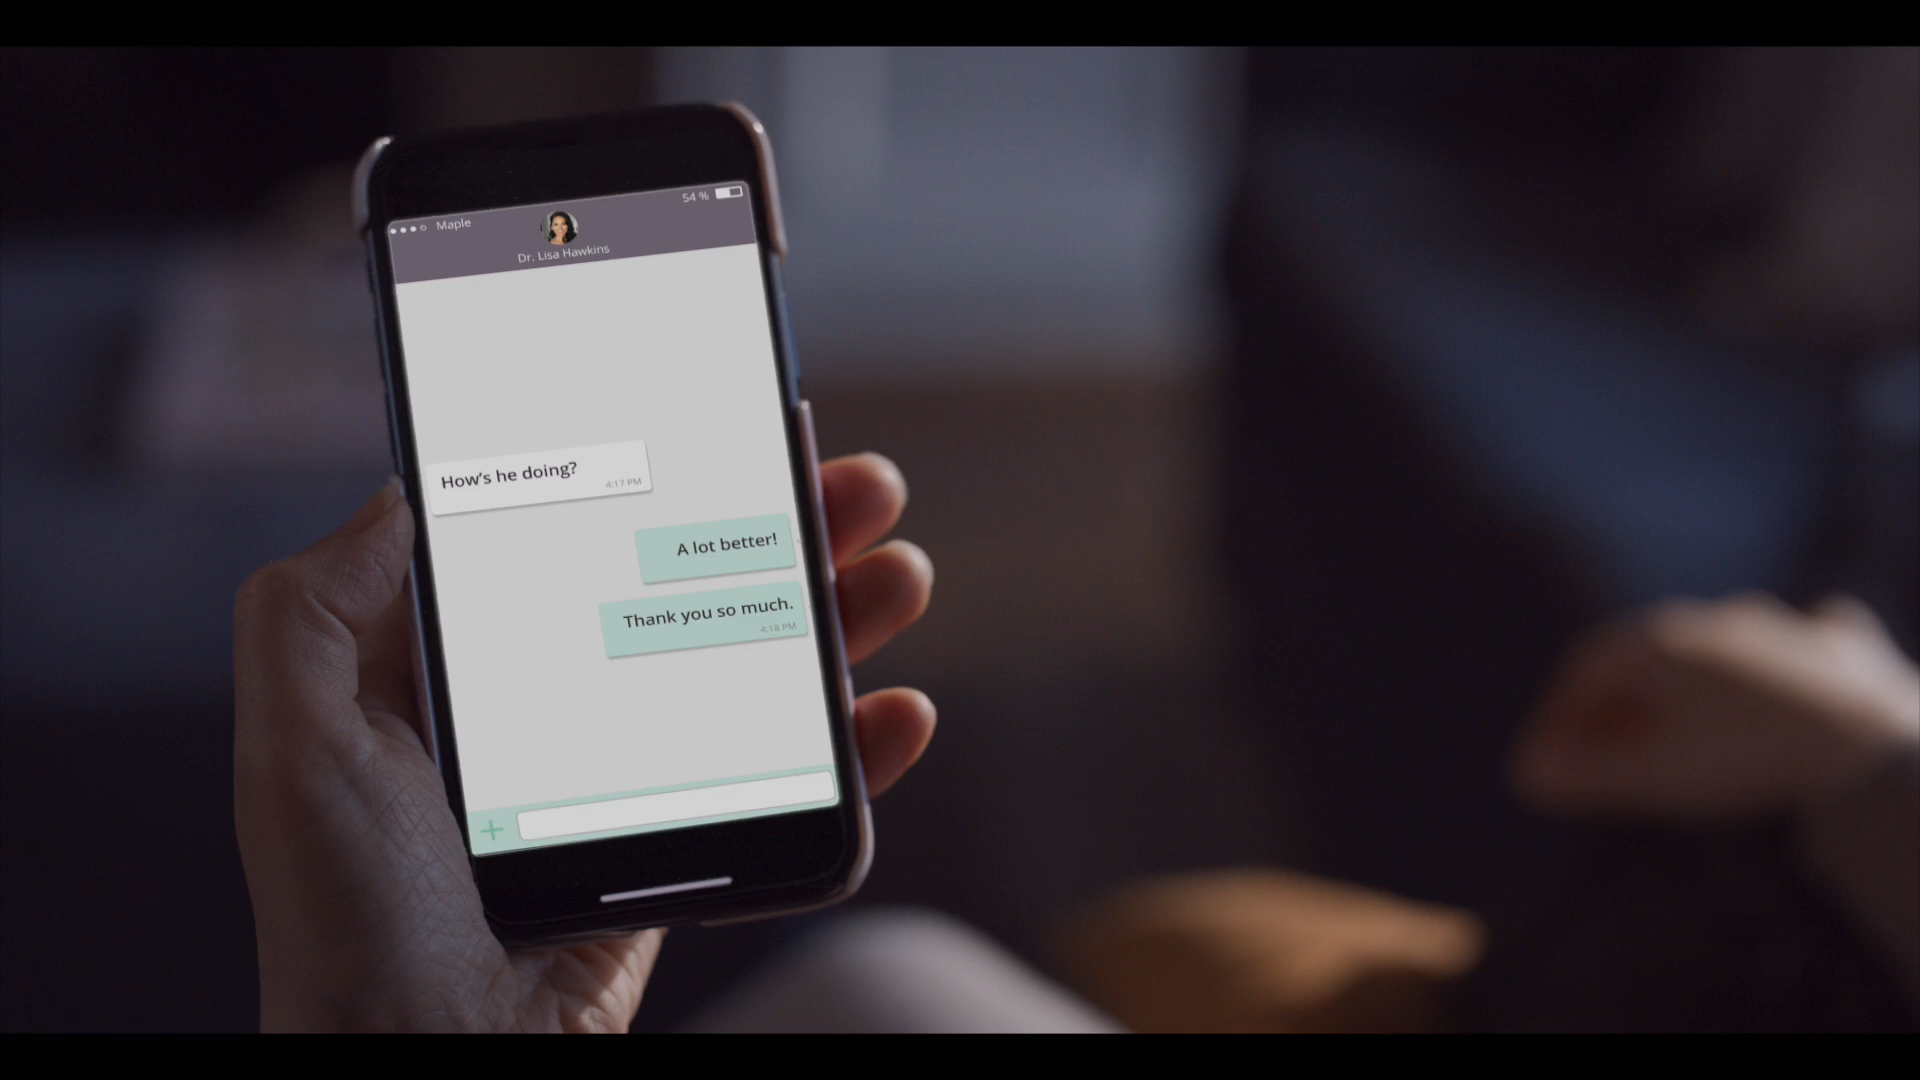 Maple
54 %
Dr. Lisa Hawkins
How's he doing?
4:17 PM
A lot better!
Thank you so much.
4:18 PM